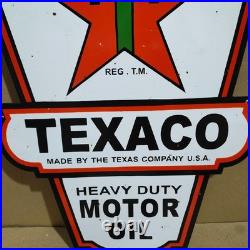 REG. T.M.
TEXACO
MADE BY THE TEXAS COMPANY U.S.A.
HEAVY DUTY
MOTOR
OIL